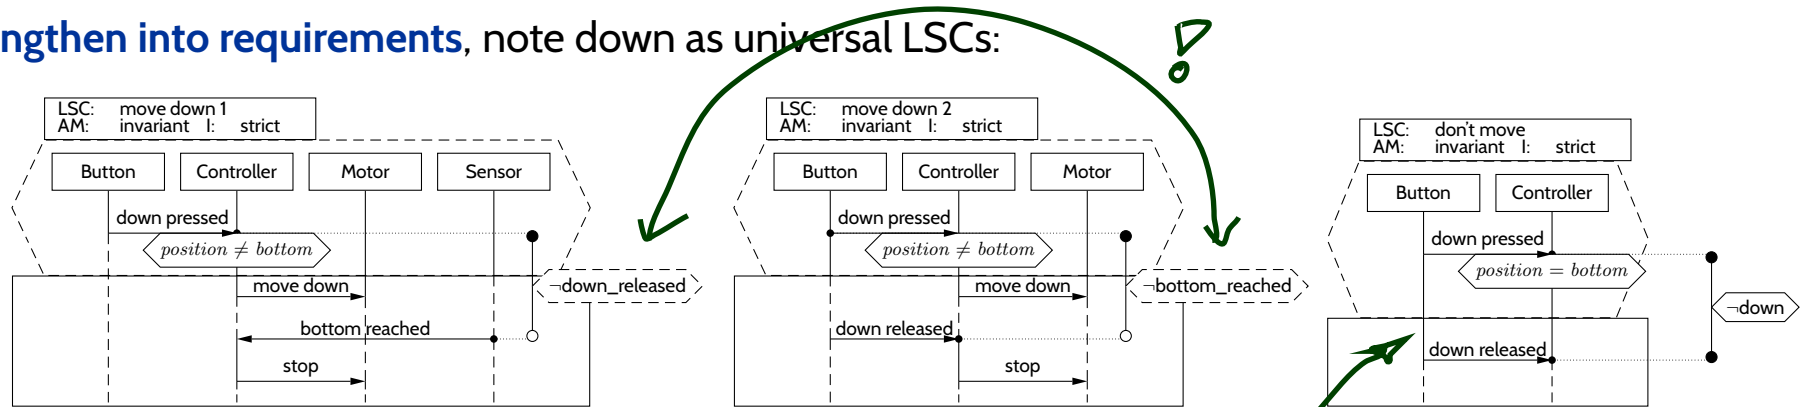 ngthen into requirements, note down as universal LSCs:
LSC: move down 1
AM: invariant I: strict
Button Controller Motor Sensor
down pressed
position ≠ bottom
¬down_released
move down
bottom reached
stop
LSC: move down 2
AM: invariant I: strict
Button Controller Motor
down pressed
position ≠ bottom
¬bottom_reached
move down
down released
stop
LSC: don't move
AM: invariant I: strict
Button Controller
down pressed
position = bottom
¬down
down released